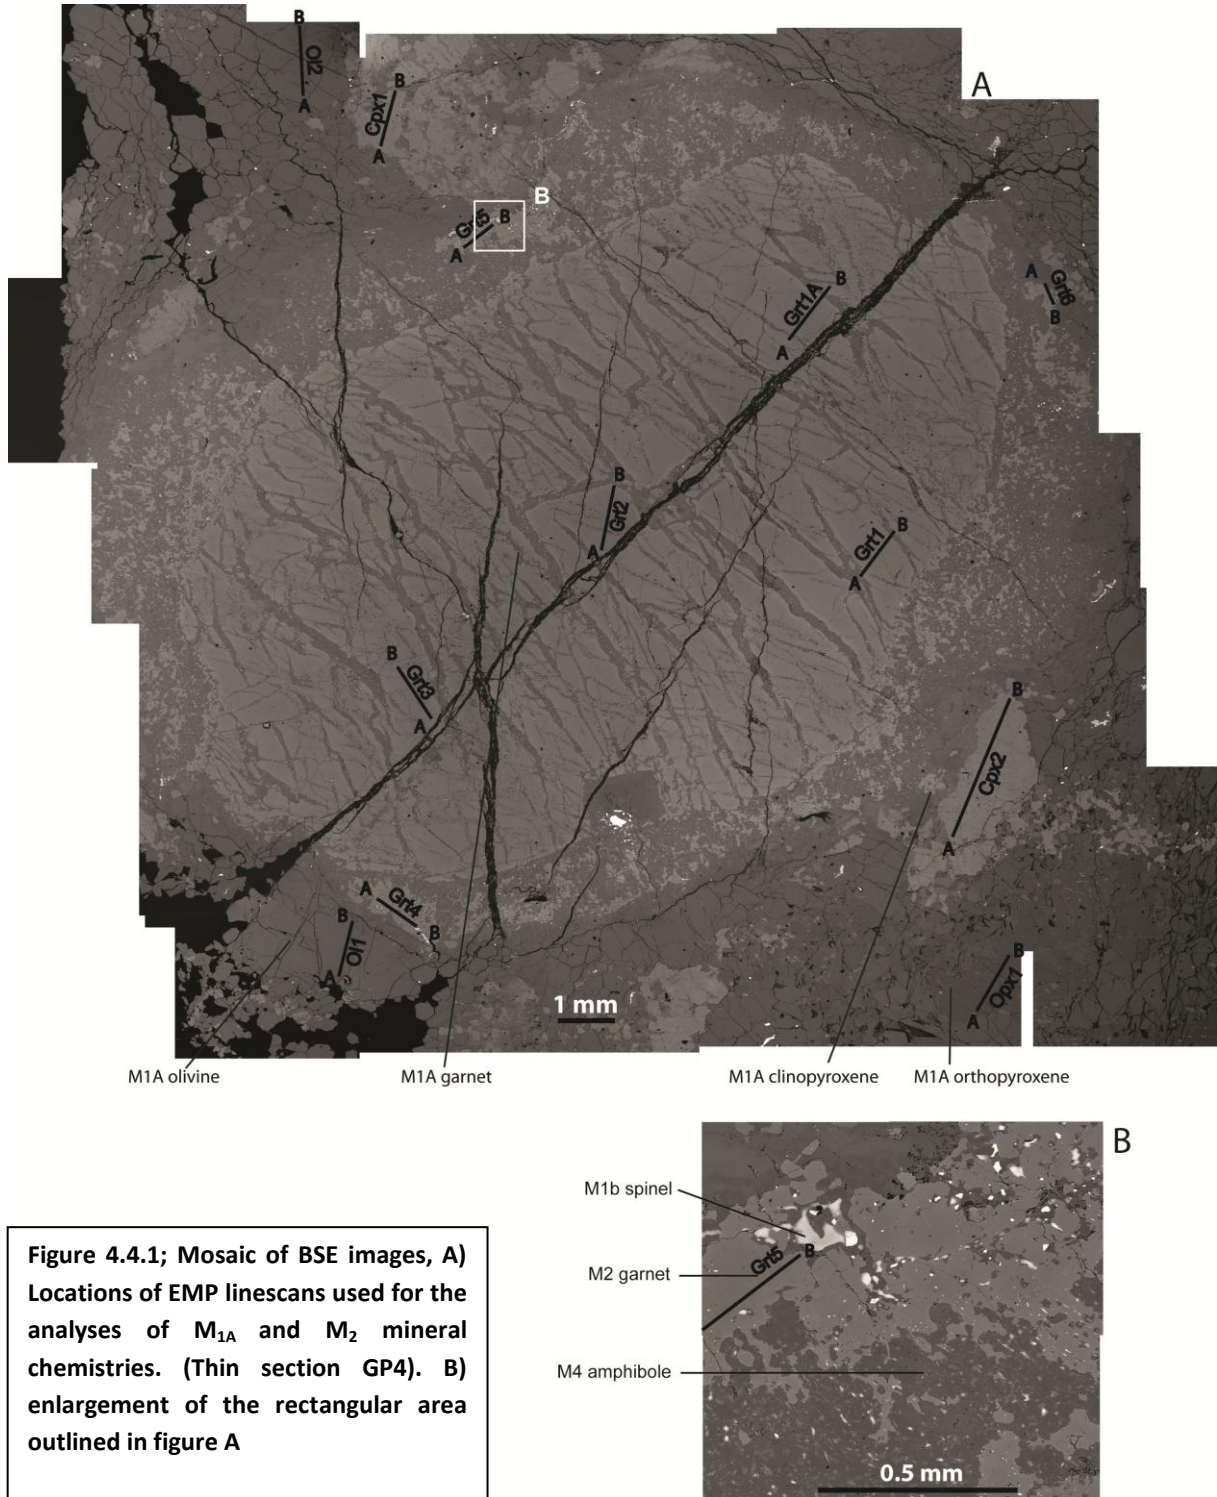 A
B
Ol2
A
B
Cpx1
A
B
Grt5
B
A
B
Grt1A
A
A
Grt6
B
B
Grt2
A
B
Grt1
A
B
Grt3
A
B
Cpx2
A
A
Grt4
B
B
Ol1
A
B
Opx1
A
1 mm
M1A olivine
M1A garnet
M1A clinopyroxene
M1A orthopyroxene
B
M1b spinel
B
Grt5
M2 garnet
M4 amphibole
0.5 mm
Figure 4.4.1; Mosaic of BSE images, A)
Locations of EMP linescans used for the
analyses of M1A and M2 mineral
chemistries. (Thin section GP4). B)
enlargement of the rectangular area
outlined in figure A